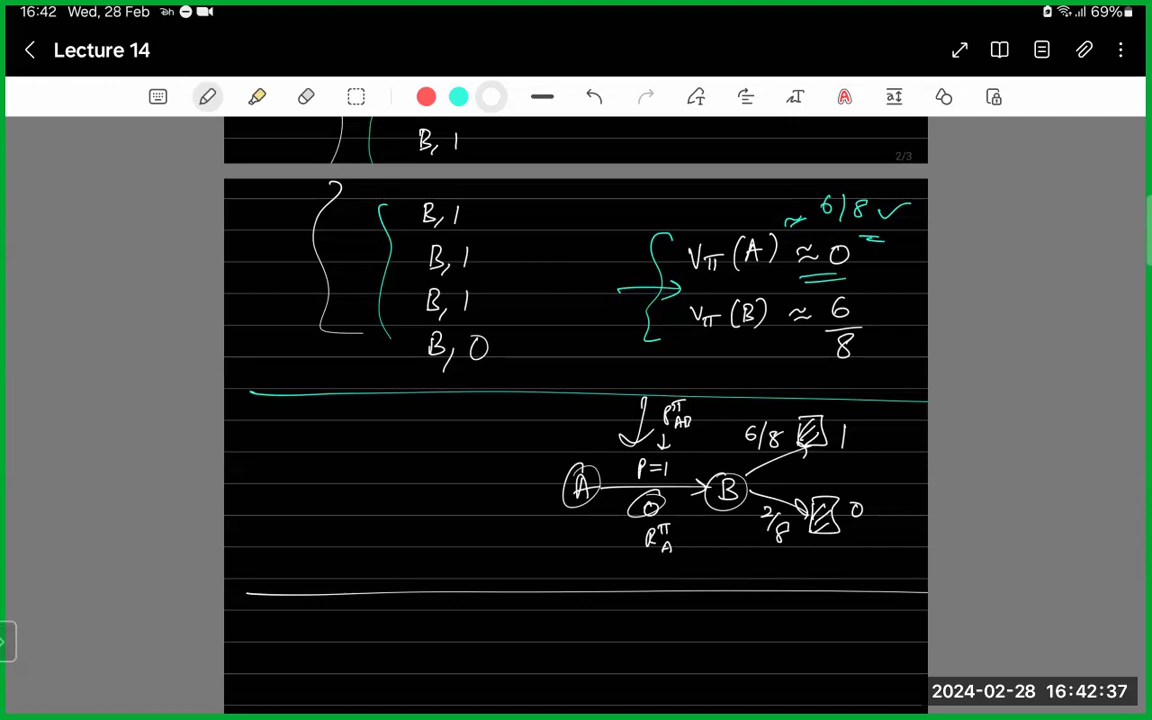 16:42 Wed, 28 Feb 69%
Lecture 14
B, 1
2/3
B, 1
B, 1
B, 1
B, 0
≈ 6/8 ✓
Vπ(A) ≈ 0
Vπ(B) ≈ 6/8
P=1
A
0
B
6/8 1
2/8 0
R^π_A
2024-02-28 16:42:37